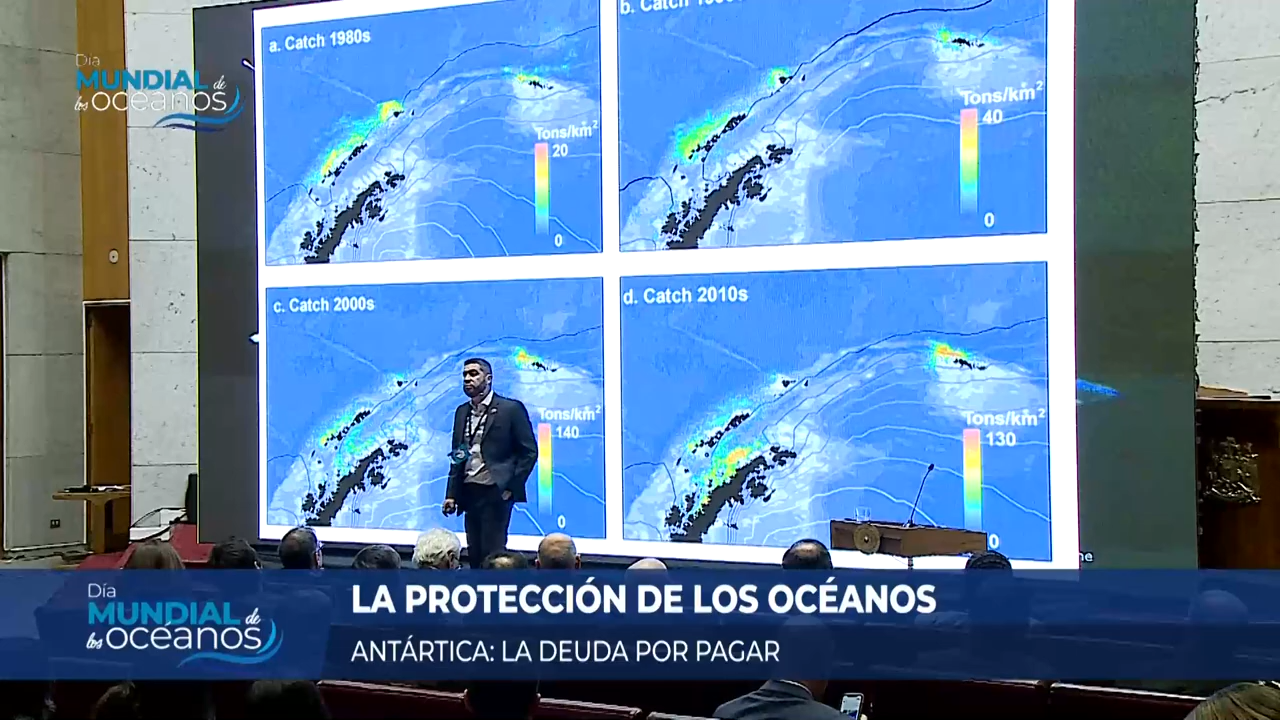 Día
MUNDIAL de
los océanos
a. Catch 1980s
Tons/km²
20
0
b. Catch
Tons/km²
40
0
c. Catch 2000s
Tons/km²
140
0
d. Catch 2010s
Tons/km²
130
0
Día
MUNDIAL de
los océanos
LA PROTECCIÓN DE LOS OCÉANOS
ANTÁRTICA: LA DEUDA POR PAGAR